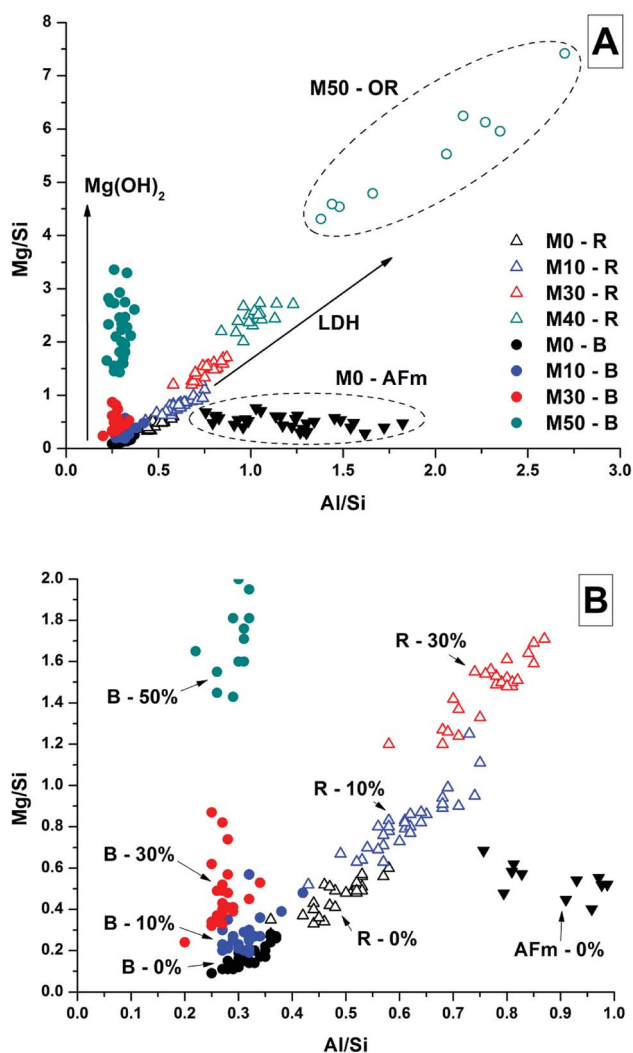 A
8
7
6
5
4
3
2
1
0
Mg/Si
0.0 0.5 1.0 1.5 2.0 2.5 3.0
Al/Si
M50 - OR
Mg(OH)2
LDH
M0 - AFm
M0 - R
M10 - R
M30 - R
M40 - R
M0 - B
M10 - B
M30 - B
M50 - B
B
2.0
1.8
1.6
1.4
1.2
1.0
0.8
0.6
0.4
0.2
0.0
Mg/Si
0.0 0.1 0.2 0.3 0.4 0.5 0.6 0.7 0.8 0.9 1.0
Al/Si
R - 30%
B - 50%
R - 10%
B - 30%
B - 10%
B - 0%
R - 0%
AFm - 0%